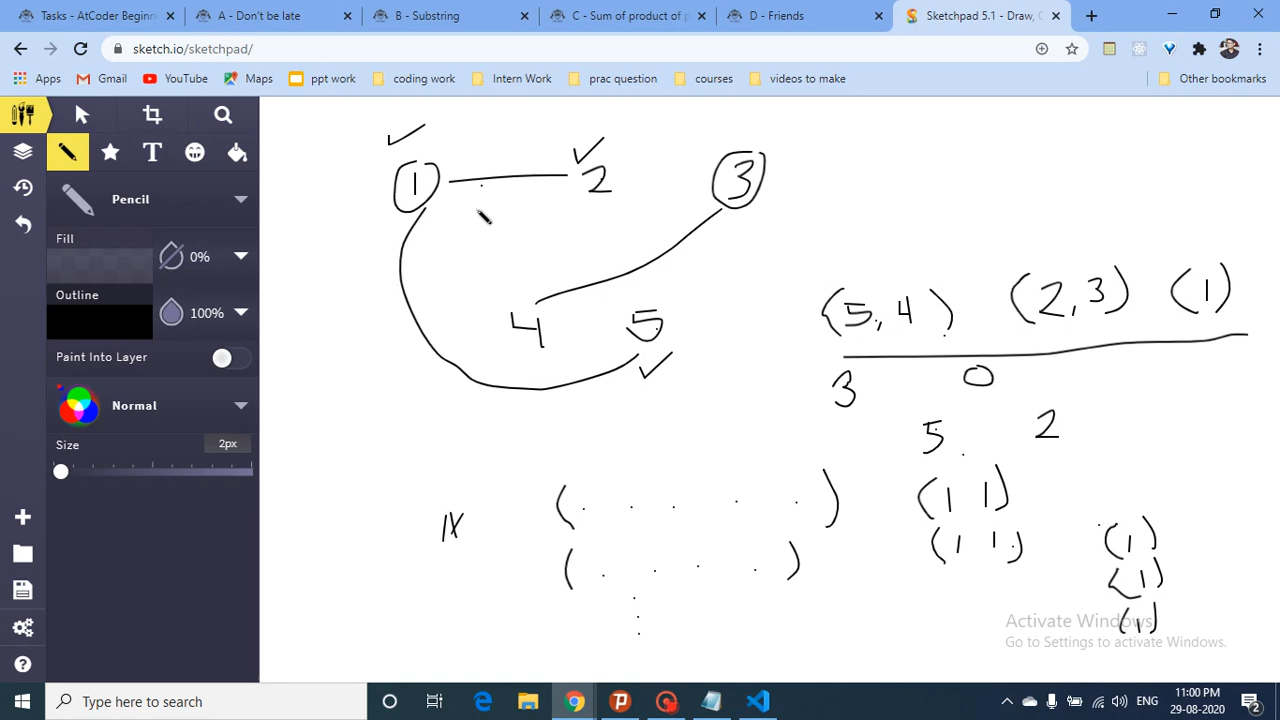 Tasks - AtCoder Beginn
A - Don't be late
B - Substring
C - Sum of product of p
D - Friends
Sketchpad 5.1 - Draw, C
sketch.io/sketchpad/
Apps
Gmail
YouTube
Maps
ppt work
coding work
Intern Work
prac question
courses
videos to make
Other bookmarks
Pencil
Fill
0%
Outline
100%
Paint Into Layer
Normal
Size
2px
1 2 3
4 5
(5, 4) (2, 3) (1)
3 0
5 2
( ) (1 1)
( ) (1 1) (1)
(1)
(1)
Activate Windows
Go to Settings to activate Windows.
Type here to search
ENG
11:00 PM
29-08-2020
2